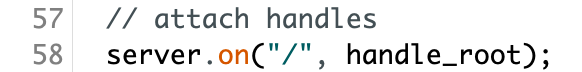 57 // attach handles
58 server.on("/", handle_root);